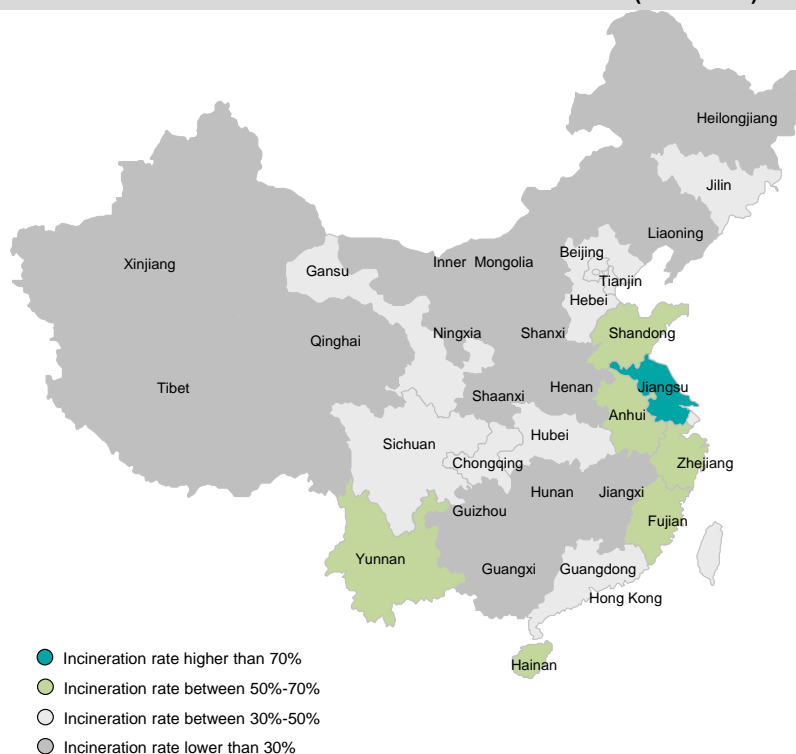 Heilongjiang
Jilin
Liaoning
Beijing
Xinjiang
Gansu
Inner Mongolia
Tianjin
Hebei
Qinghai
Ningxia
Shanxi
Shandong
Tibet
Shaanxi
Henan
Jiangsu
Anhui
Sichuan
Hubei
Chongqing
Zhejiang
Hunan
Jiangxi
Guizhou
Fujian
Yunnan
Guangxi
Guangdong
Hong Kong
Hainan
Incineration rate higher than 70%
Incineration rate between 50%-70%
Incineration rate between 30%-50%
Incineration rate lower than 30%